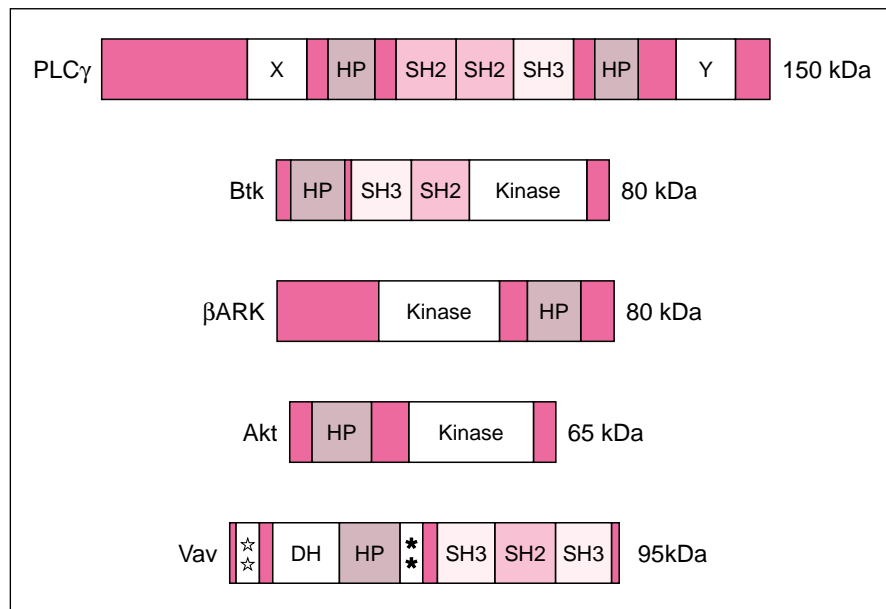 PLCγ X HP SH2 SH2 SH3 HP Y 150 kDa
Btk HP SH3 SH2 Kinase 80 kDa
βARK Kinase HP 80 kDa
Akt HP Kinase 65 kDa
Vav ☆☆ DH HP ** SH3 SH2 SH3 95kDa